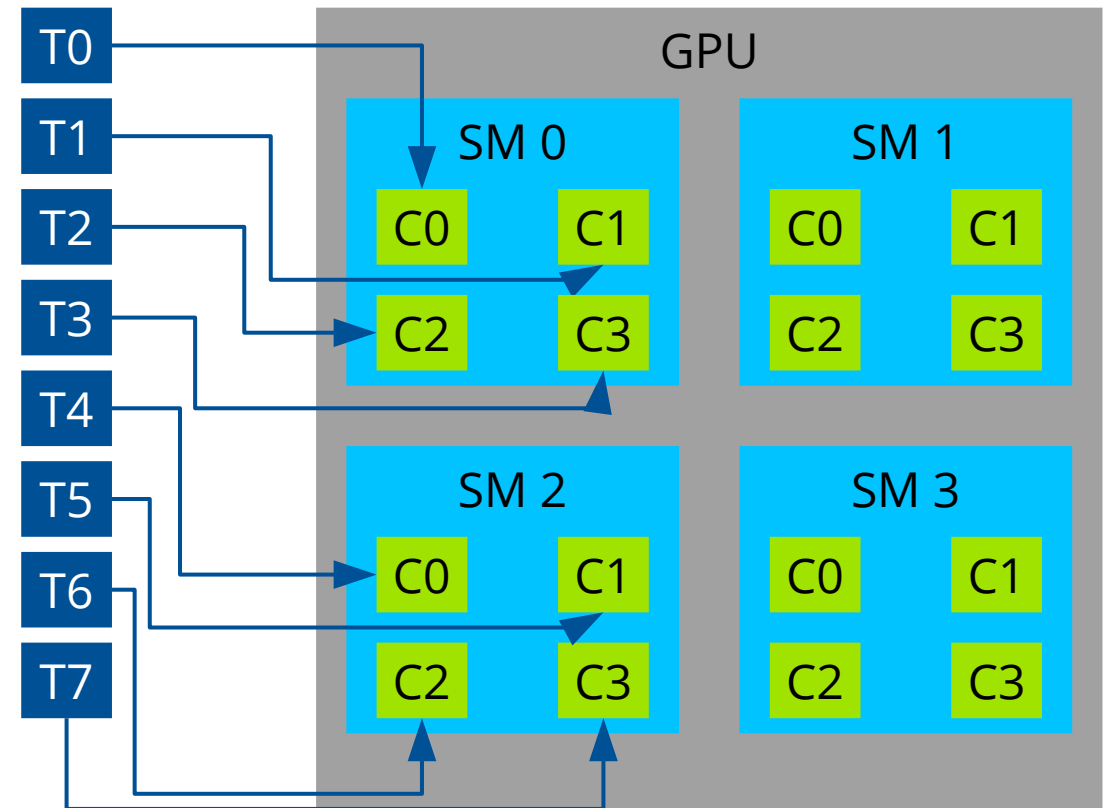 T0
T1
T2
T3
T4
T5
T6
T7
GPU
SM 0
C0 C1
C2 C3
SM 1
C0 C1
C2 C3
SM 2
C0 C1
C2 C3
SM 3
C0 C1
C2 C3